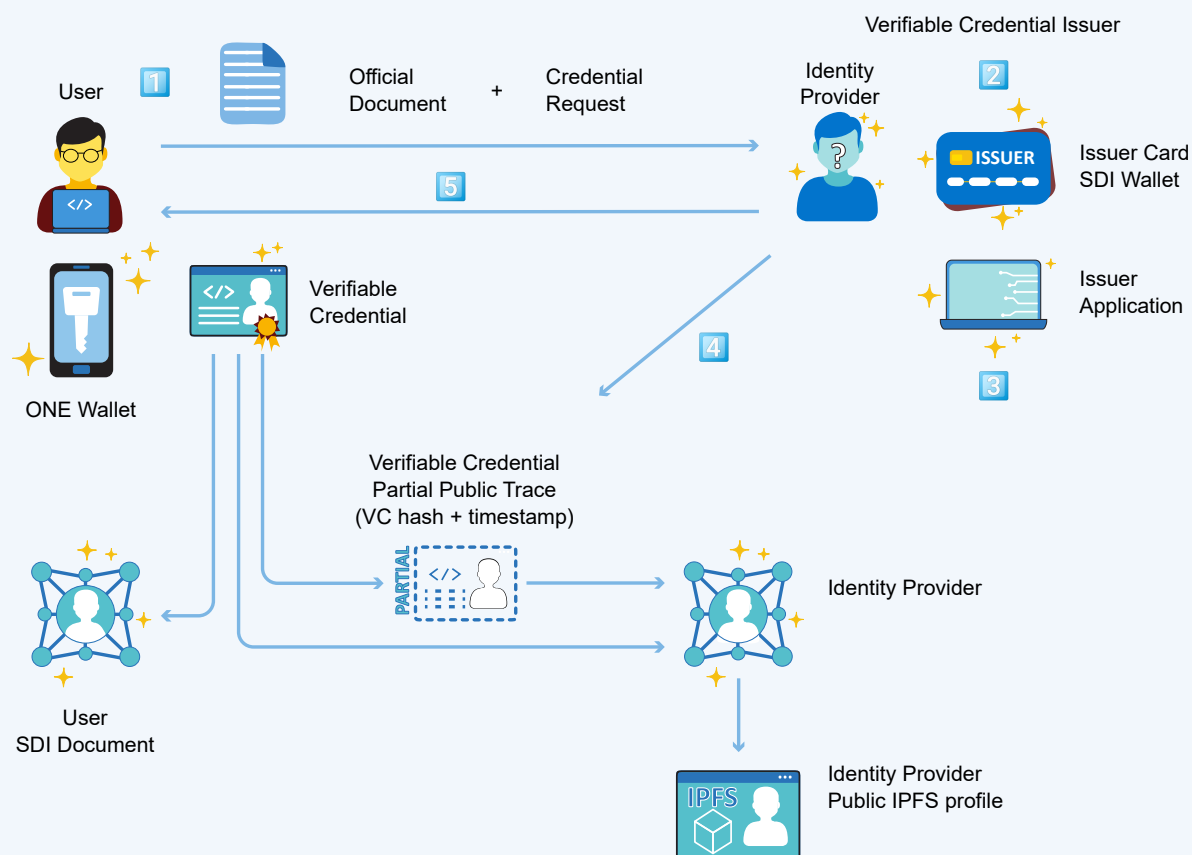 Verifiable Credential Issuer
User
1
Official
Document
+
Credential
Request
Identity
Provider
2
?
ISSUER
Issuer Card
SDI Wallet
</>
5
</>
Verifiable
Credential
Issuer
Application
4
3
ONE Wallet
Verifiable Credential
Partial Public Trace
(VC hash + timestamp)
PARTIAL
</>
Identity Provider
User
SDI Document
IPFS
Identity Provider
Public IPFS profile